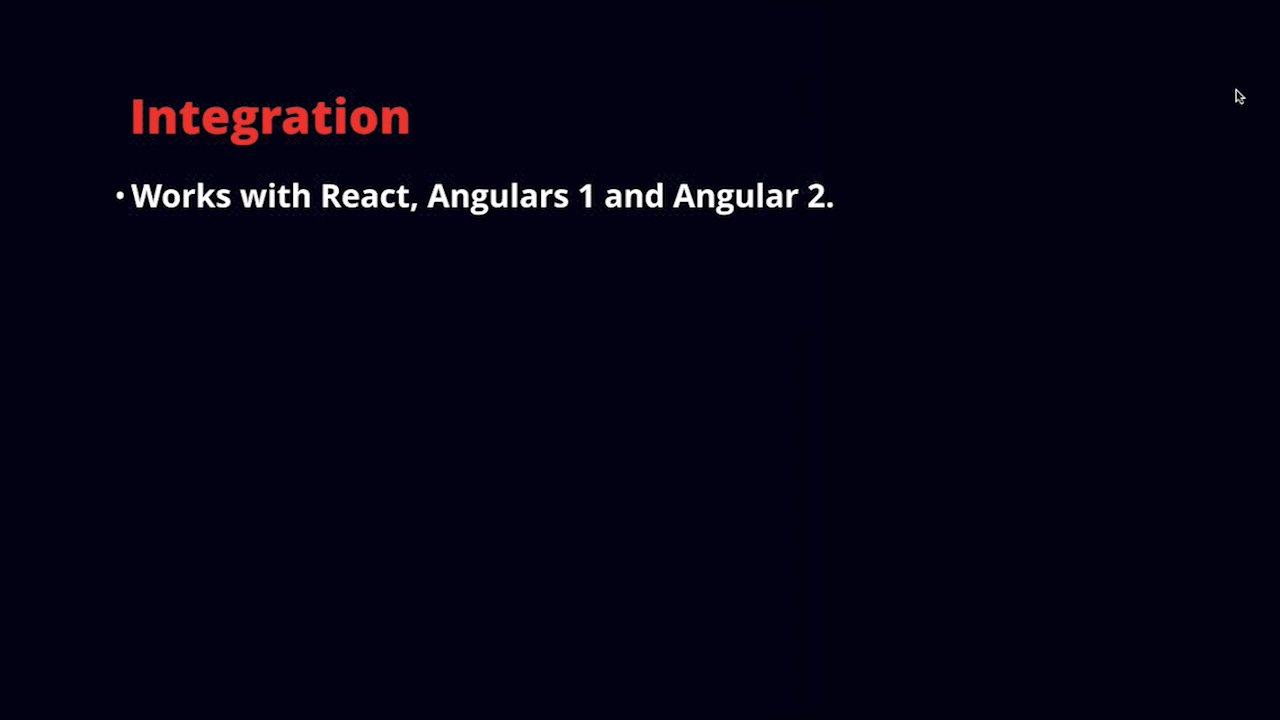 Integration
• Works with React, Angulars 1 and Angular 2.